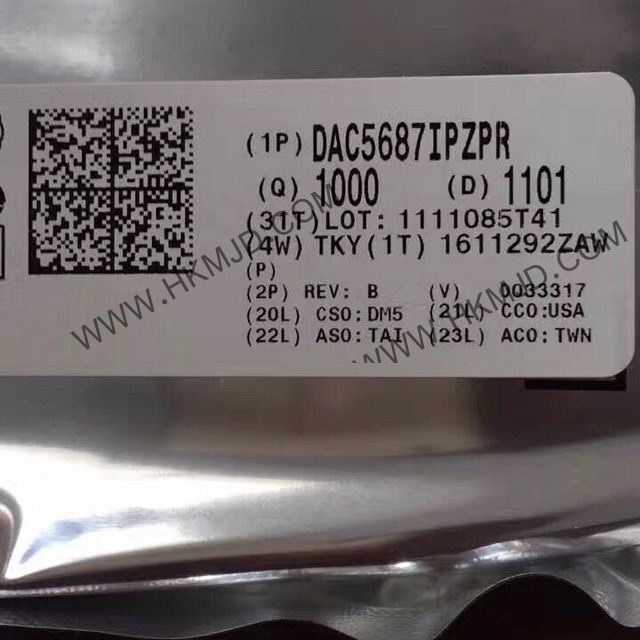 (1P) DAC5687IPZPR
(Q) 1000 (D) 1101
(31T)LOT: 1111085T41
(4W) TKY(1T) 1611292ZAW
(P)
(2P) REV: B (V) 0033317
(20L) CSO:DM5 (21L) CCO:USA
(22L) ASO:TAI (23L) ACO:TWN
WWW.HKMJD.COM
WWW.HKMJD.COM